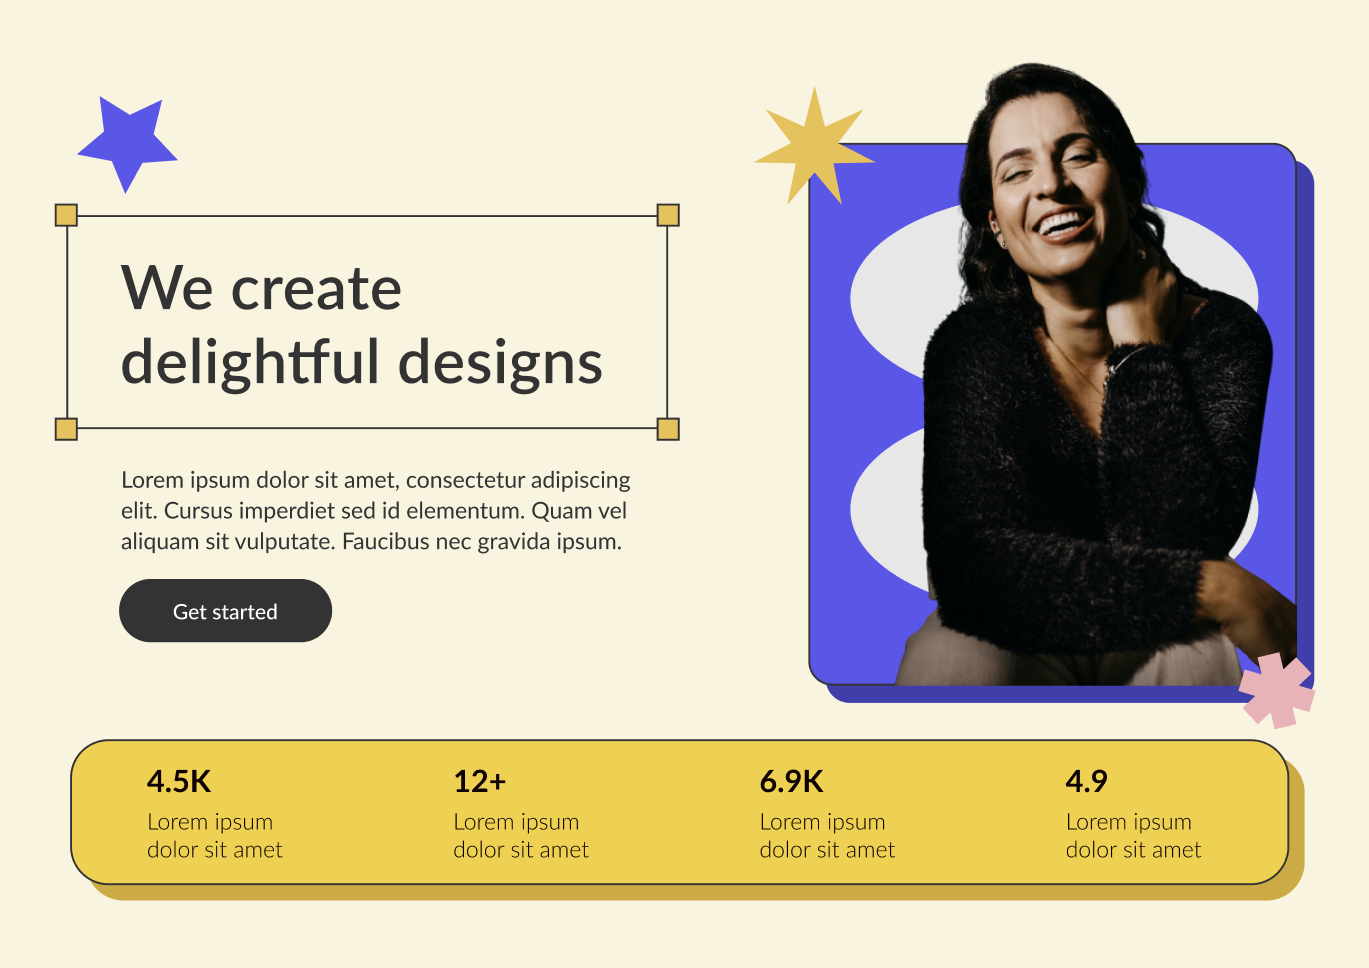 We create
delightful designs
Lorem ipsum dolor sit amet, consectetur adipiscing
elit. Cursus imperdiet sed id elementum. Quam vel
aliquam sit vulputate. Faucibus nec gravida ipsum.
Get started
4.5K
Lorem ipsum
dolor sit amet
12+
Lorem ipsum
dolor sit amet
6.9K
Lorem ipsum
dolor sit amet
4.9
Lorem ipsum
dolor sit amet